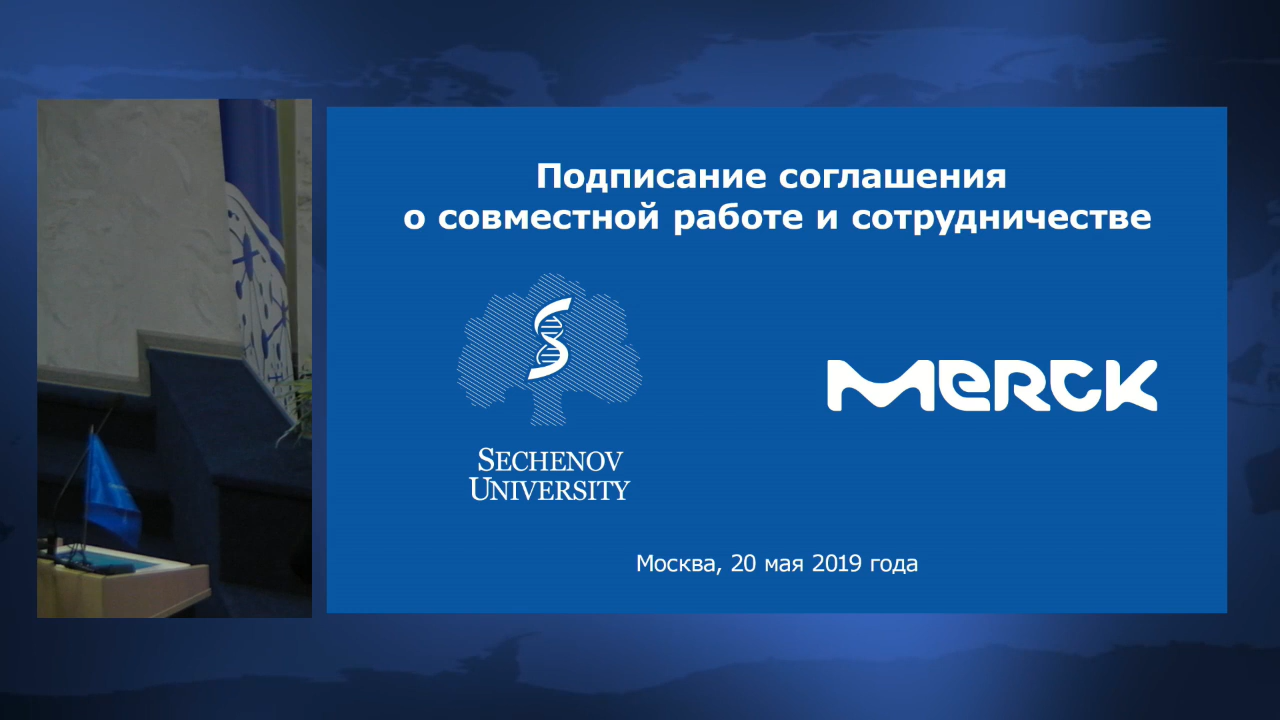 Подписание соглашения
о совместной работе и сотрудничестве
SECHENOV
UNIVERSITY
MERCK
Москва, 20 мая 2019 года